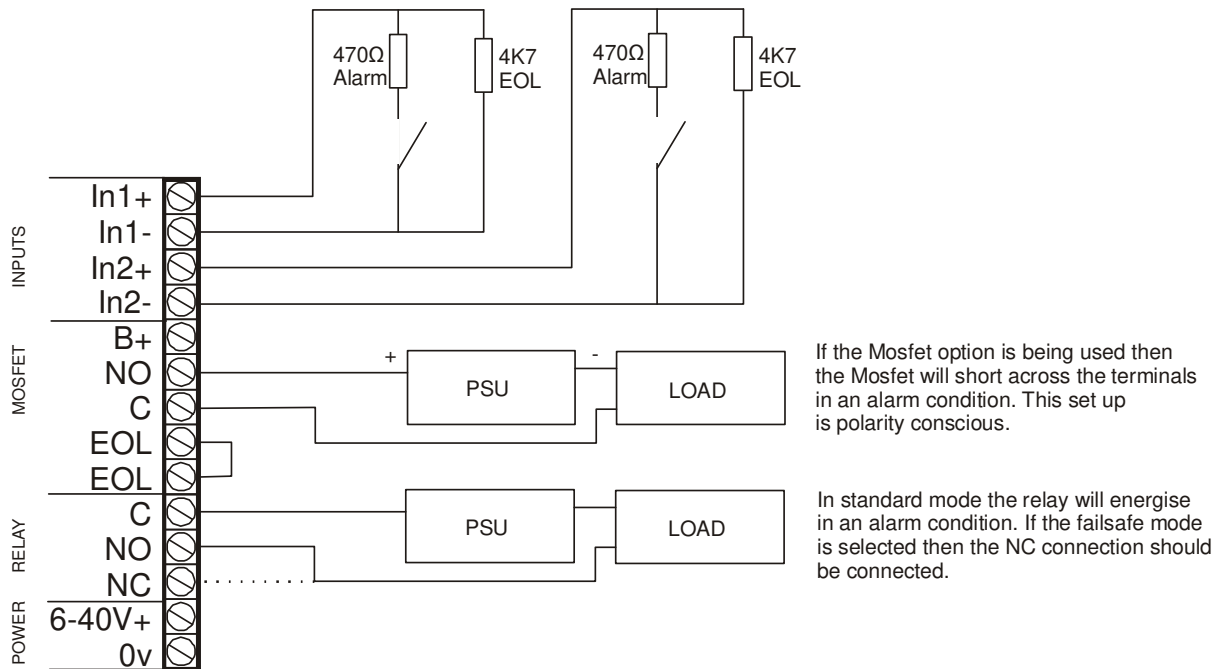 470Ω
Alarm
4K7
EOL
470Ω
Alarm
4K7
EOL
INPUTS
In1+
In1-
In2+
In2-
MOSFET
B+
NO
C
EOL
EOL
+
PSU
-
LOAD
If the Mosfet option is being used then
the Mosfet will short across the terminals
in an alarm condition. This set up
is polarity conscious.
RELAY
C
NO
NC
PSU
LOAD
In standard mode the relay will energise
in an alarm condition. If the failsafe mode
is selected then the NC connection should
be connected.
POWER
6-40V+
0v